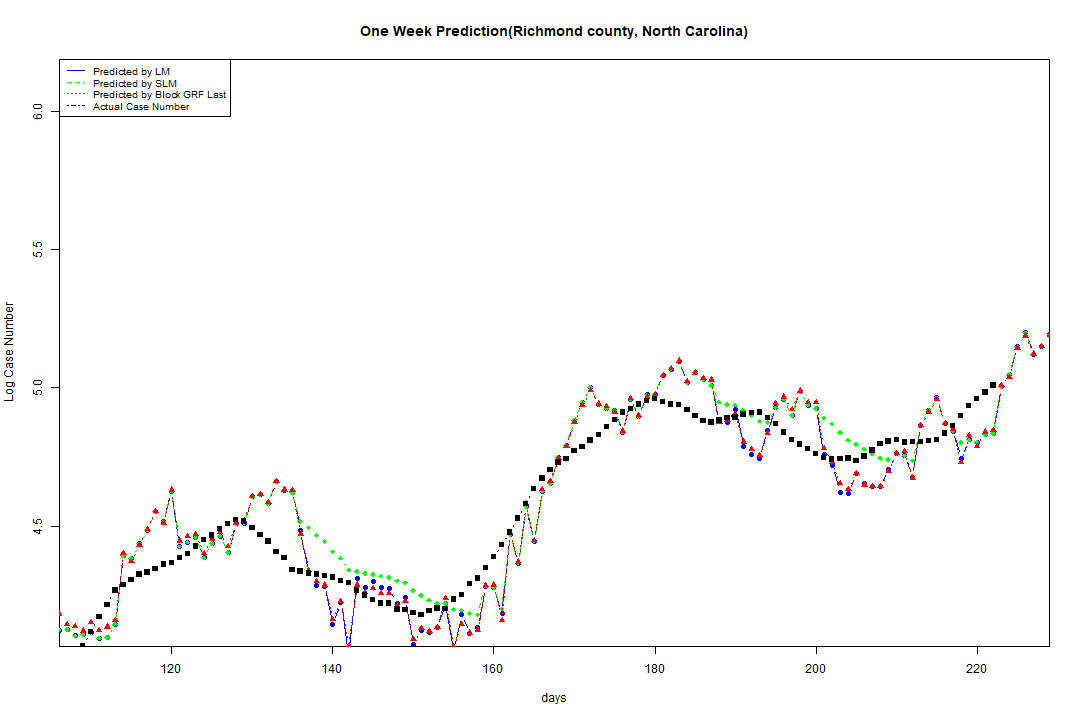 One Week Prediction(Richmond county, North Carolina)
Predicted by LM
Predicted by SLM
Predicted by Block GRF Last
Actual Case Number
6.0
5.5
5.0
4.5
Log Case Number
120 140 160 180 200 220
days